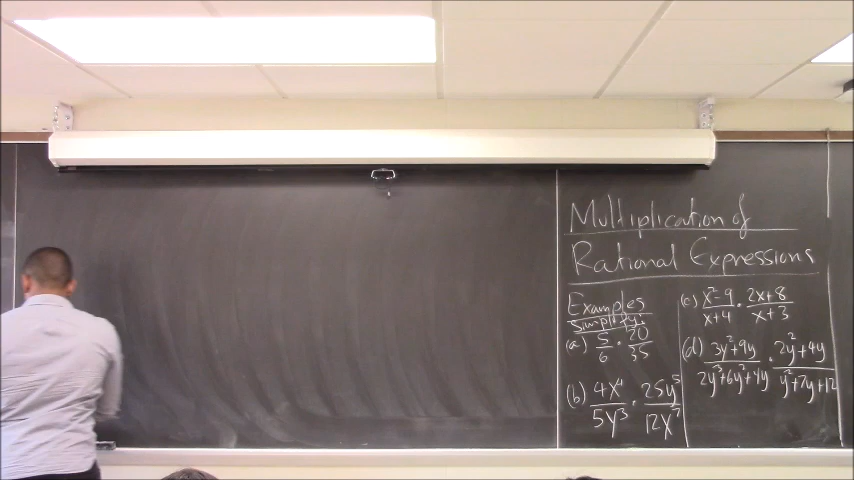 Multiplication of
Rational Expressions
Examples
Simplify:
(a) 5/6 · 20/35
(b) 4x⁴/5y³ · 25y⁵/12x⁷
(c) x²-9/x+4 · 2x+8/x+3
(d) 3y²+9y/2y³+6y²+4y · 2y²+4y/y²+7y+12